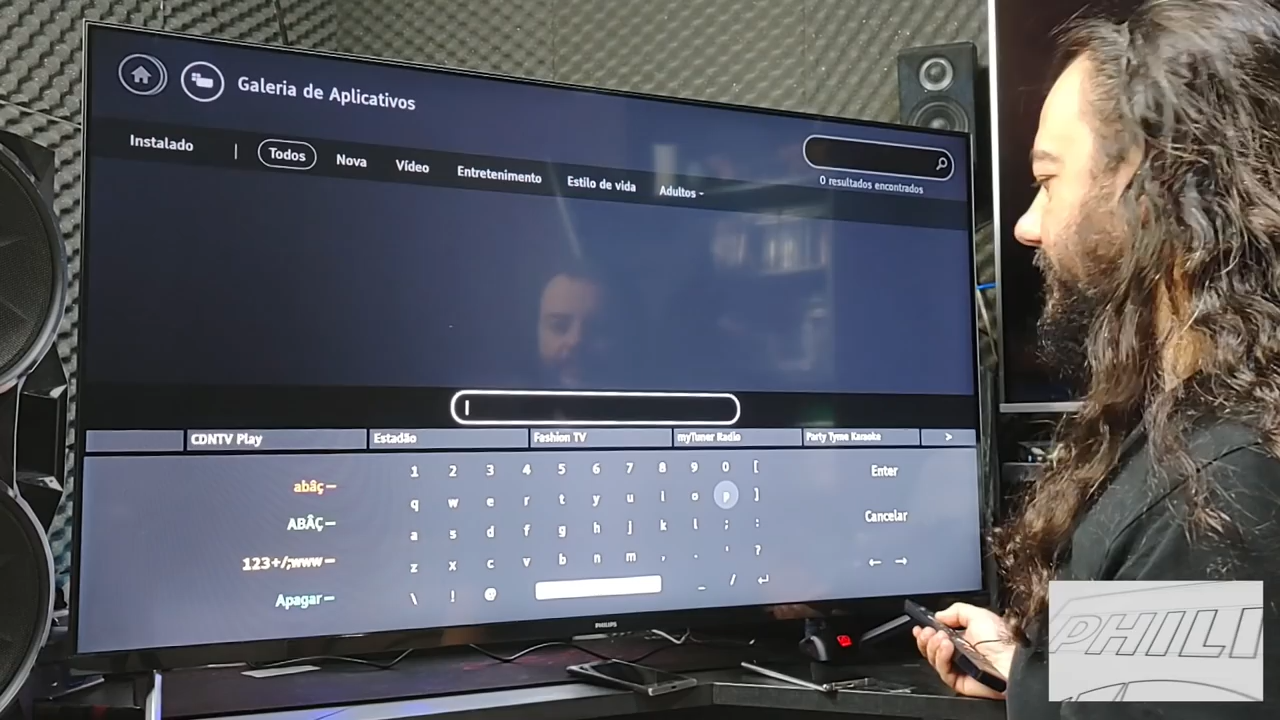 Galeria de Aplicativos
Instalado | Todos Nova Vídeo Entretenimento Estilo de vida Adultos
0 resultados encontrados
CDNTV Play Estadão Feshion TV myTuner Radio Party Tyme Karaoke >
1 2 3 4 5 6 7 8 9 0 [
abâç q w e r t y u i o p ]
Enter
ABÂÇ a s d f g h j k l ; :
Cancelar
123+/;www z x c v b n m , . ' ?
← →
Apagar \ ! @ _ / ↵
PHILIPS
PHILI